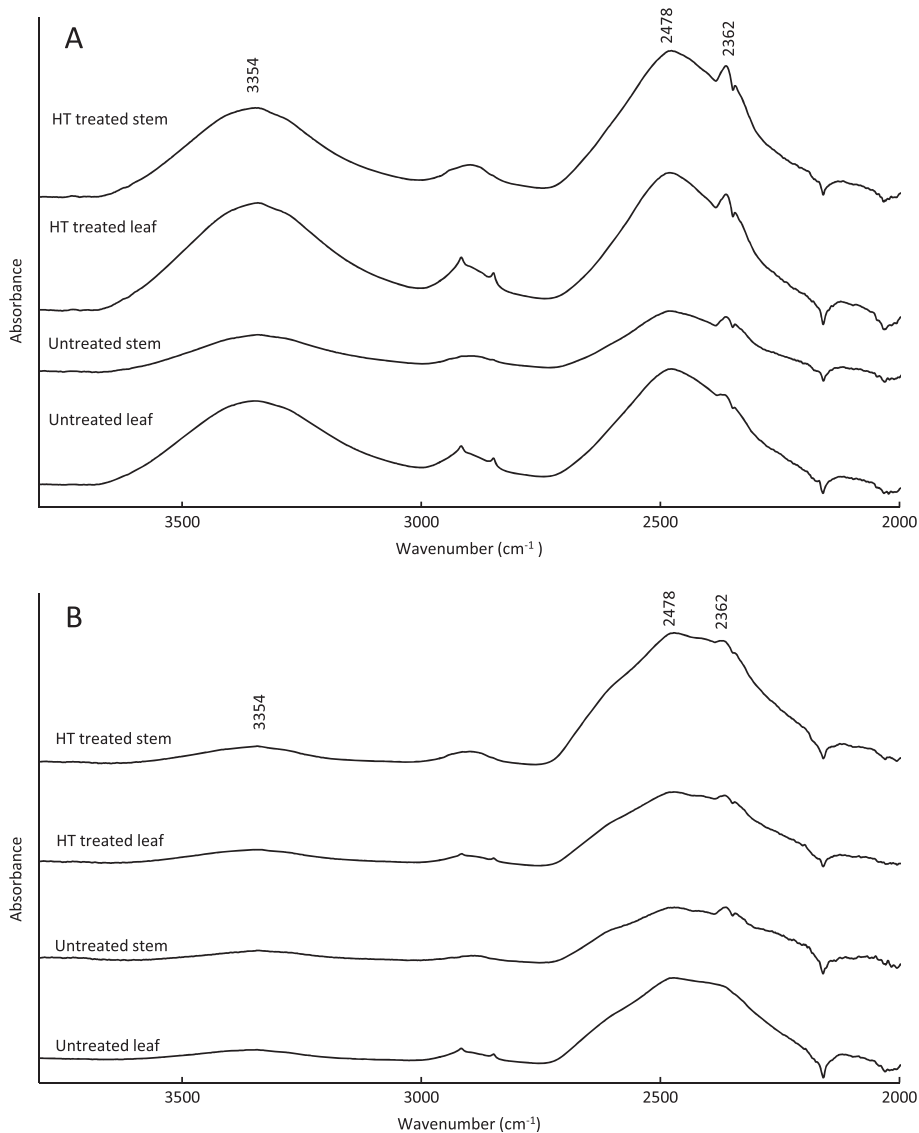 A
3354
2478
2362
HT treated stem
HT treated leaf
Untreated stem
Untreated leaf
Absorbance
3500
3000
2500
2000
Wavenumber (cm⁻¹ )
B
3354
2478
2362
HT treated stem
HT treated leaf
Untreated stem
Untreated leaf
Absorbance
3500
3000
2500
2000
Wavenumber (cm⁻¹)